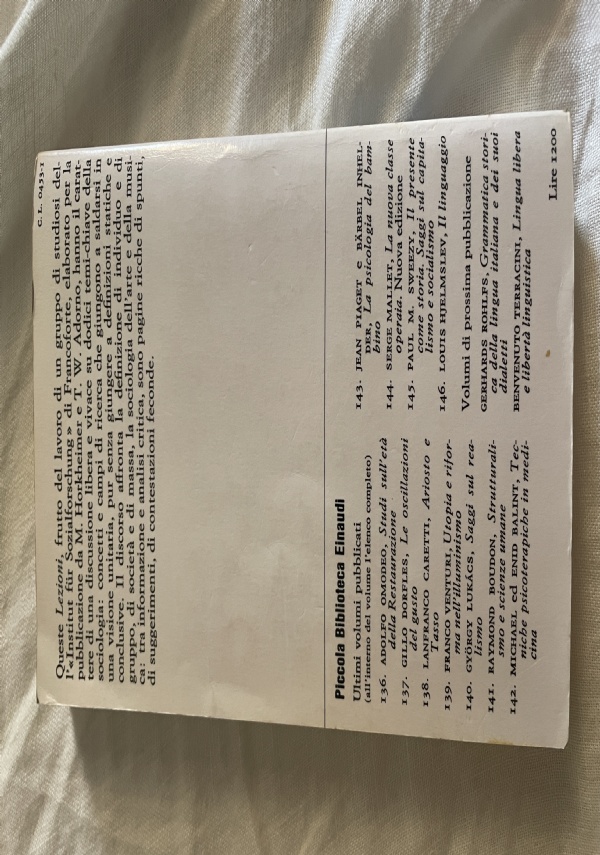 C. L. 0433-1
Queste Lezioni, frutto del lavoro di un gruppo di studiosi del-
l'«Institut für Sozialforschung» di Francoforte, elaborato per la
pubblicazione da M. Horkheimer e T. W. Adorno, hanno il carat-
tere di una discussione libera e vivace su dodici temi-chiave della
sociologia: concetti e campi di ricerca che giungono a saldarsi in
una visione unitaria, pur senza giungere a definizioni statiche e
conclusive. Il discorso affronta la definizione di individuo e di
gruppo, di società e di massa, la sociologia dell'arte e della musi-
ca: tra informazione e analisi critica, sono pagine ricche di spunti,
di suggerimenti, di contestazioni feconde.
Piccola Biblioteca Einaudi
Ultimi volumi pubblicati
(all'interno del volume l'elenco completo)
136. ADOLFO OMODEO, Studi sull'età
della Restaurazione
137. GILLO DORFLES, Le oscillazioni
del gusto
138. LANFRANCO CARETTI, Ariosto e
Tasso
139. FRANCO VENTURI, Utopia e rifor-
ma nell'illuminismo
140. GYÖRGY LUKÁCS, Saggi sul rea-
lismo
141. RAYMOND BOUDON, Strutturali-
smo e scienze umane
142. MICHAEL ed ENID BALINT, Tec-
niche psicoterapiche in medi-
cina
143. JEAN PIAGET e BÄRBEL INHEL-
DER, La psicologia del bam-
bino
144. SERGE MALLET, La nuova classe
operaia. Nuova edizione
145. PAUL M. SWEEZY, Il presente
come storia. Saggi sul capita-
lismo e socialismo
146. LOUIS HJELMSLEV, Il linguaggio
Volumi di prossima pubblicazione
GERHARDS ROHLFS, Grammatica stori-
ca della lingua italiana e dei suoi
dialetti
BENVENUTO TERRACINI, Lingua libera
e libertà linguistica
Lire 1200